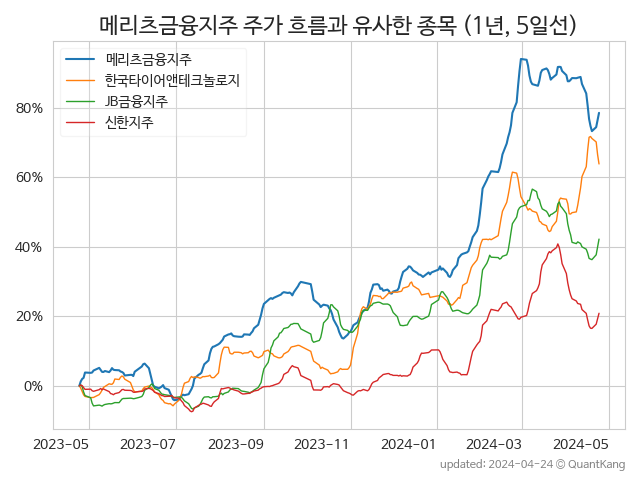 메리츠금융지주 주가 흐름과 유사한 종목 (1년, 5일선)
메리츠금융지주
한국타이어앤테크놀로지
JB금융지주
신한지주
80%
60%
40%
20%
0%
2023-05 2023-07 2023-09 2023-11 2024-01 2024-03 2024-05
updated: 2024-04-24 © QuantKang